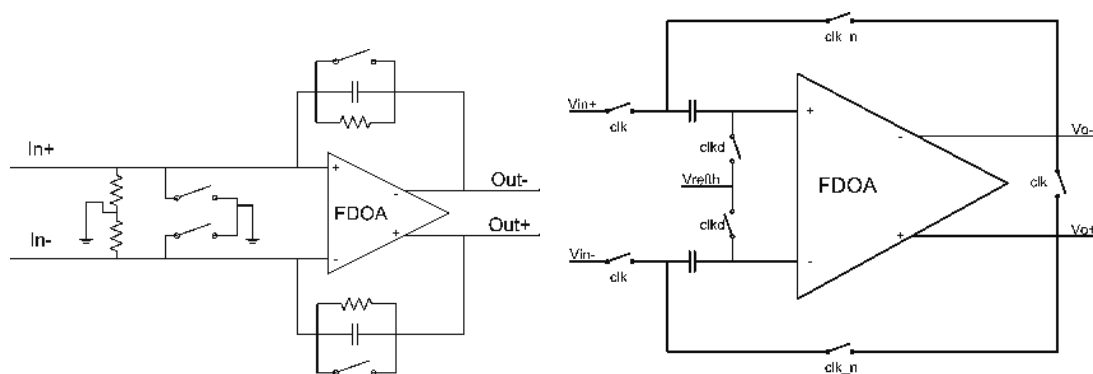 In+
In-
+
-
-
+
FDOA
Out-
Out+
clk_n
Vin+
clk
clkd
Vrefth
clkd
Vin-
clk
+
-
-
+
FDOA
Vo-
clk
Vo+
clk_n